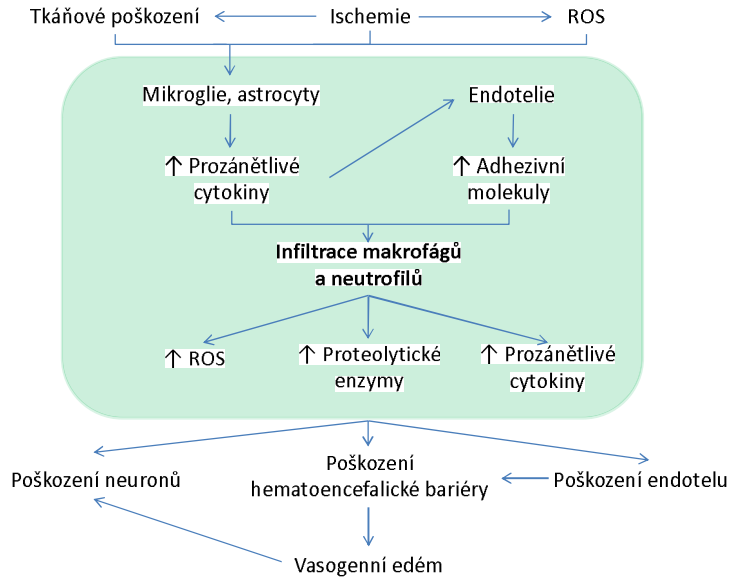 Tkáňové poškození
Ischemie
ROS
Mikroglie, astrocyty
Endotelie
↑ Prozánětlivé
cytokiny
↑ Adhezivní
molekuly
Infiltrace makrofágů
a neutrofilů
↑ ROS
↑ Proteolytické
enzymy
↑ Prozánětlivé
cytokiny
Poškození neuronů
Poškození
hematoencefalické bariéry
Poškození endotelu
Vasogenní edém